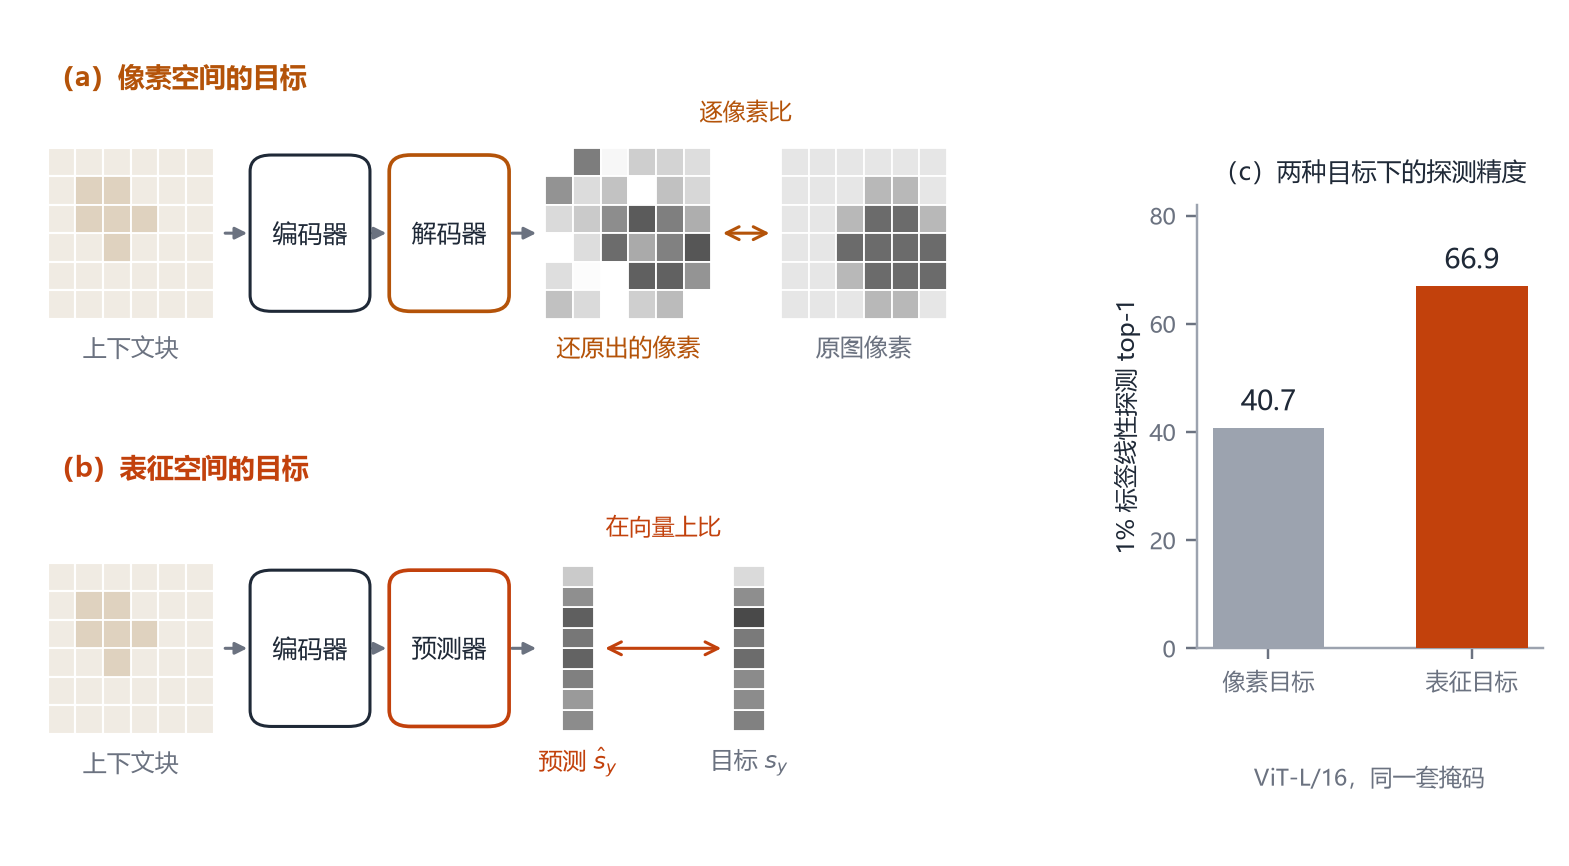 (a) 像素空间的目标
逐像素比
编码器
解码器
上下文块
还原出的像素
原图像素
(b) 表征空间的目标
在向量上比
编码器
预测器
上下文块
预测 $\hat{s}_y$
目标 $s_y$
(c) 两种目标下的探测精度
1% 标签线性探测 top-1
80
60
40
20
0
40.7
66.9
像素目标
表征目标
ViT-L/16，同一套掩码